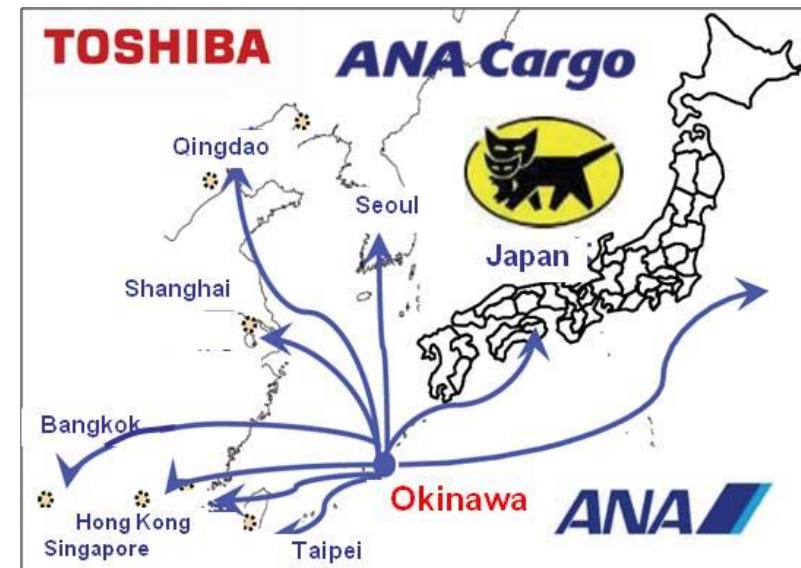 TOSHIBA
ANA Cargo
Qingdao
Seoul
Japan
Shanghai
Bangkok
Okinawa
Hong Kong
Singapore
Taipei
ANA